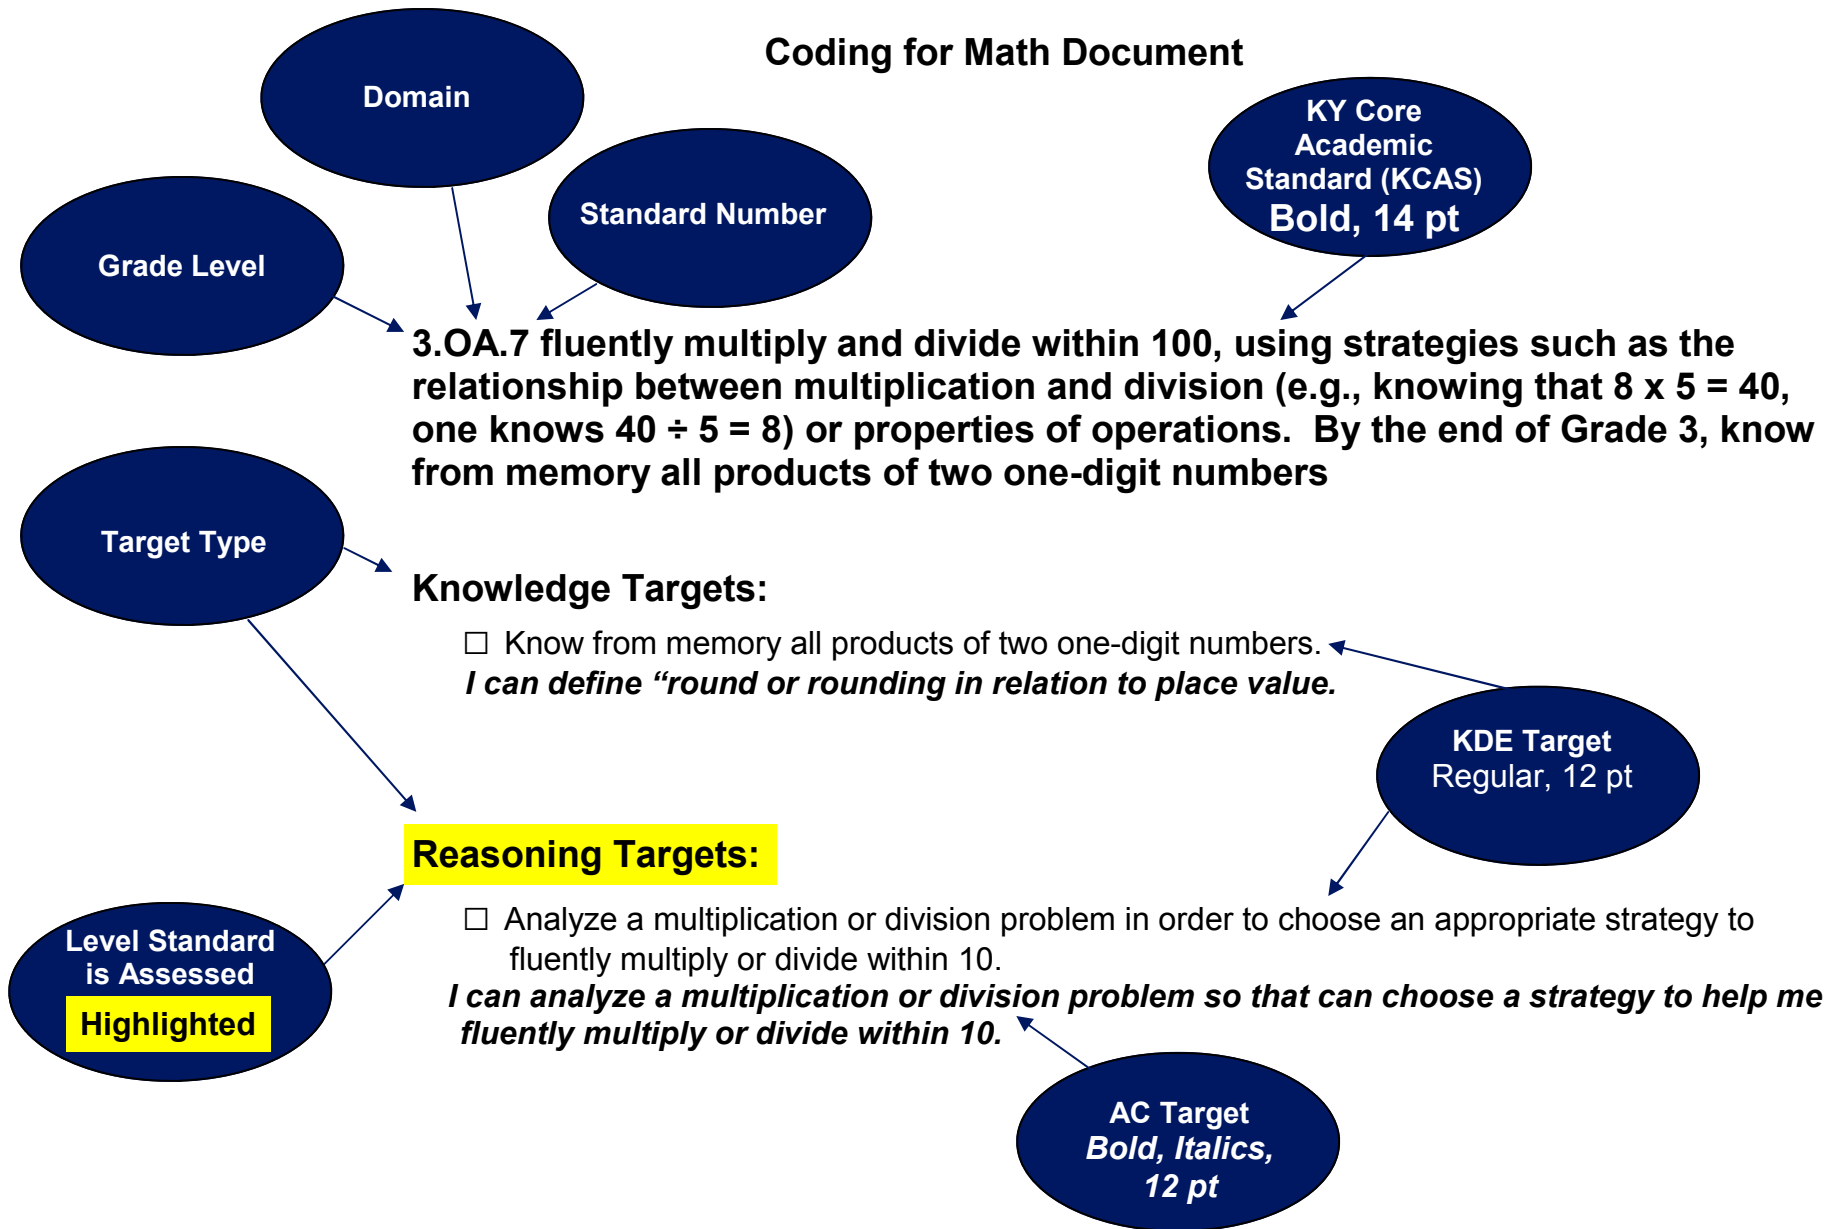 Coding for Math Document
Domain
KY Core
Academic
Standard (KCAS)
Bold, 14 pt
Standard Number
Grade Level
3.OA.7 fluently multiply and divide within 100, using strategies such as the
relationship between multiplication and division (e.g., knowing that 8 x 5 = 40,
one knows 40 ÷ 5 = 8) or properties of operations.  By the end of Grade 3, know
from memory all products of two one-digit numbers
Target Type
Knowledge Targets:
☐ Know from memory all products of two one-digit numbers.
I can define “round or rounding in relation to place value.
KDE Target
Regular, 12 pt
Reasoning Targets:
☐ Analyze a multiplication or division problem in order to choose an appropriate strategy to
fluently multiply or divide within 10.
Level Standard
is Assessed
Highlighted
I can analyze a multiplication or division problem so that can choose a strategy to help me
fluently multiply or divide within 10.
AC Target
Bold, Italics,
12 pt